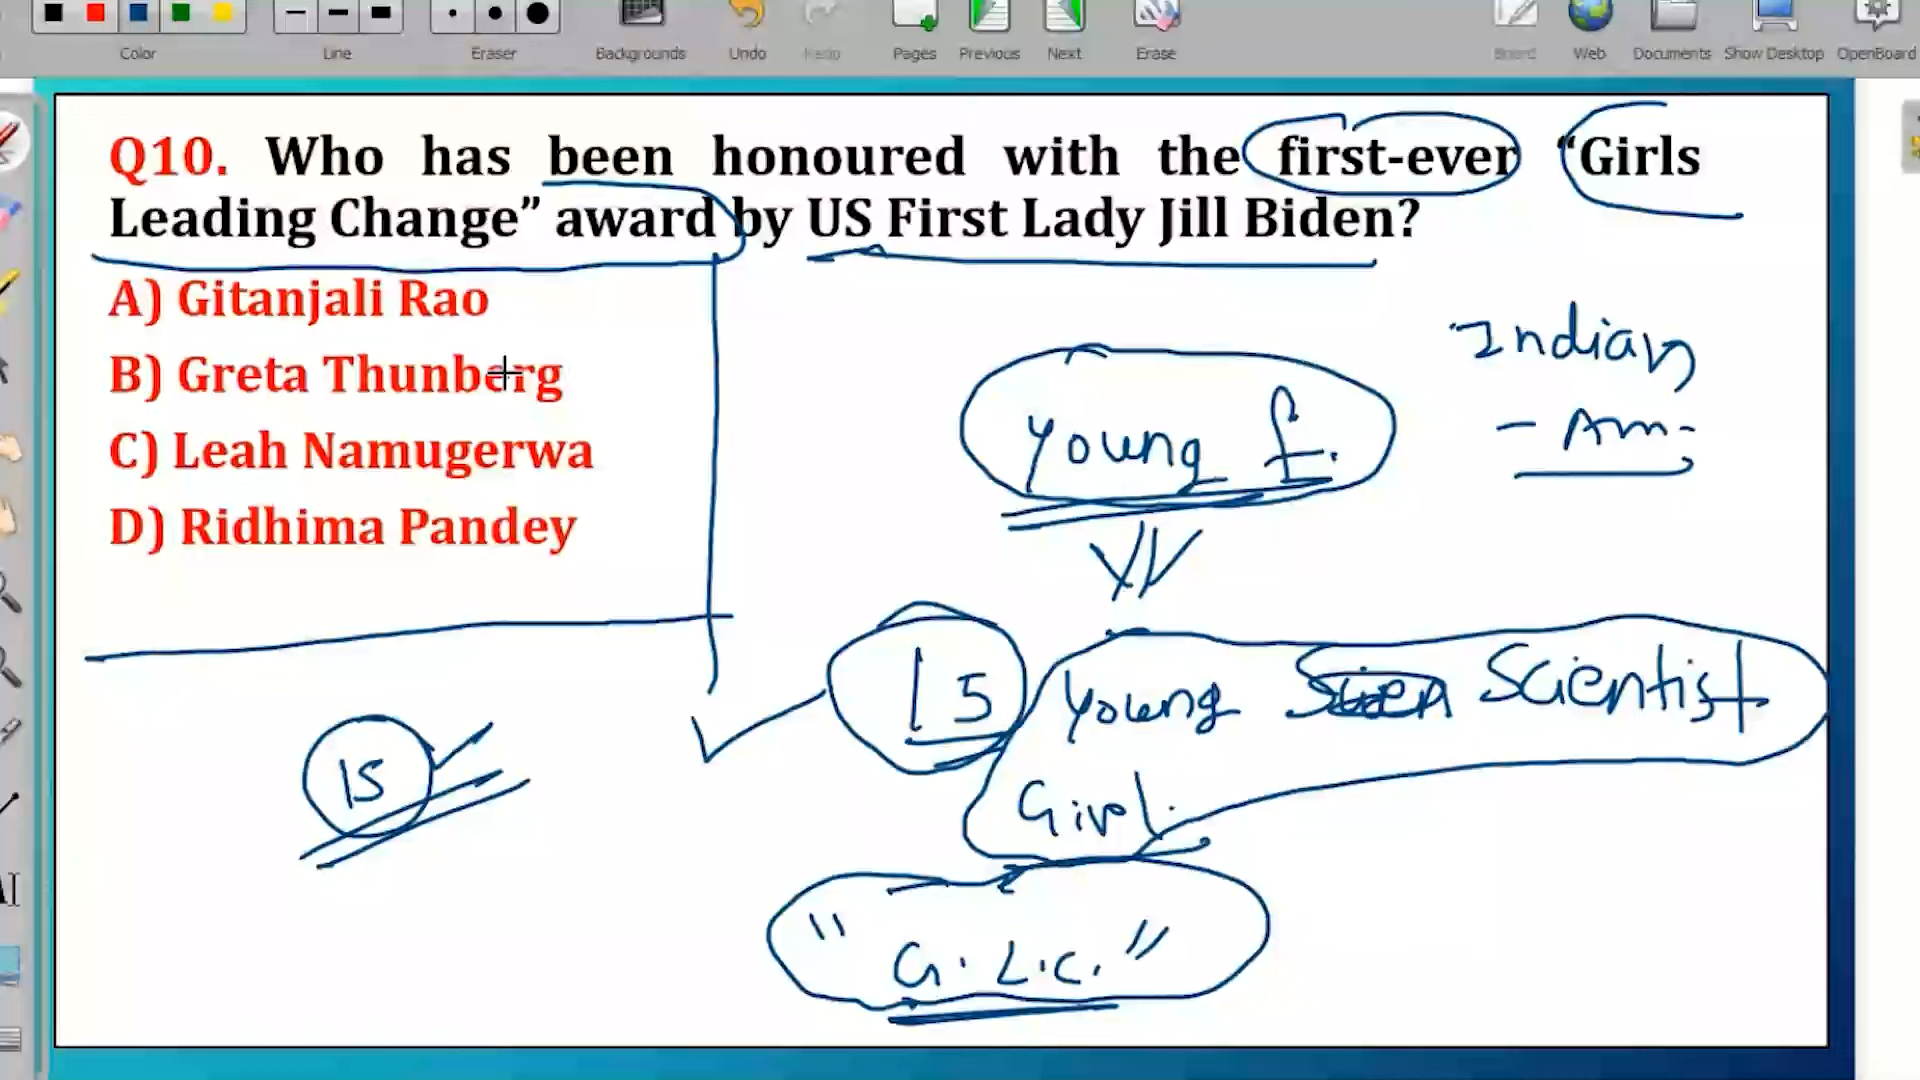 Color
Line
Eraser
Backgrounds
Undo
Redo
Pages
Previous
Next
Erase
Board
Web
Documents
Show Desktop
OpenBoard
Q10. Who has been honoured with the first-ever “Girls
Leading Change” award by US First Lady Jill Biden?
A) Gitanjali Rao
B) Greta Thunberg
C) Leah Namugerwa
D) Ridhima Pandey
Indian
- Am-
Young f.
15
Young Scientist
Girl.
15
"G.L.C."